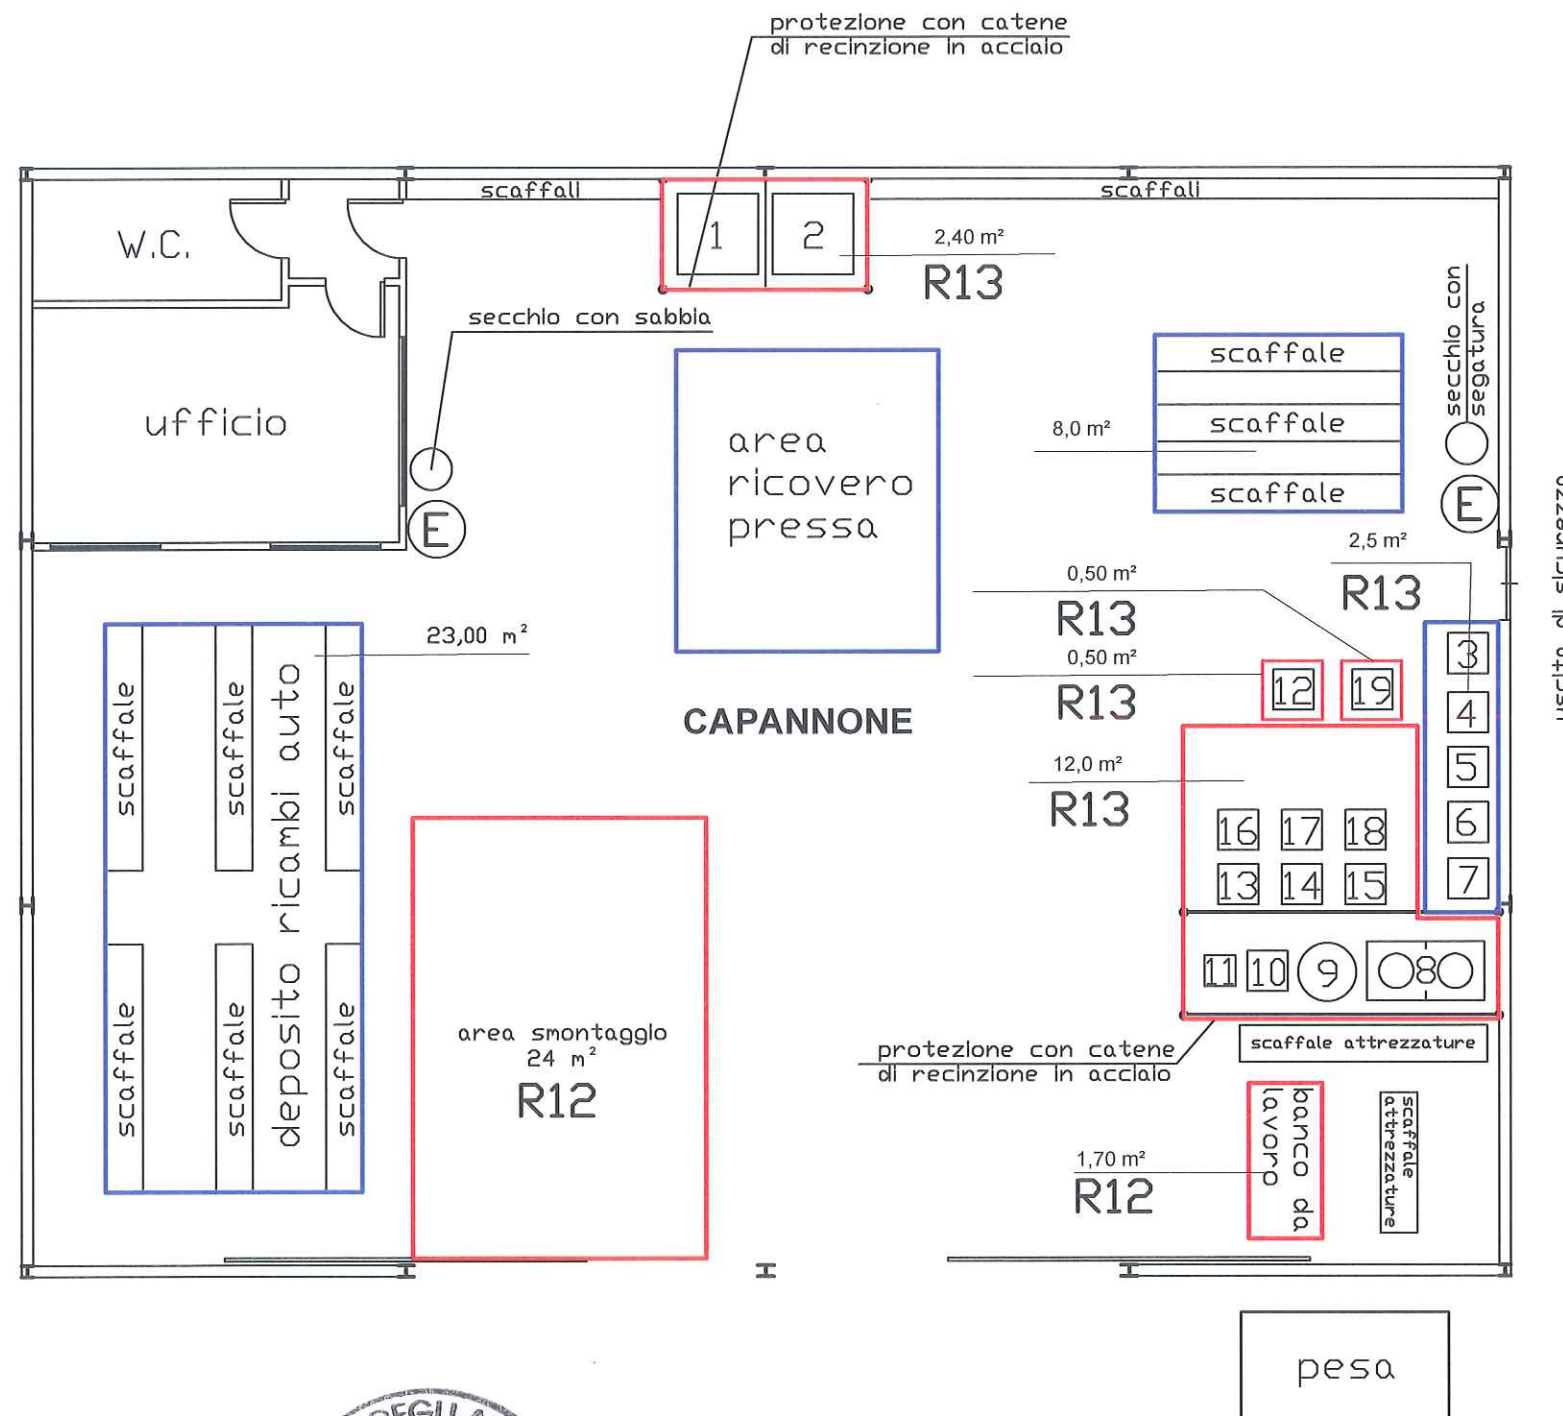 protezione con catene
di recinzione in acciaio
scaffali
scaffali
W.C.
1
2
2,40 m²
R13
secchio con sabbia
secchio con
segatura
ufficio
E
area
ricovero
pressa
scaffale
scaffale
scaffale
8,0 m²
E
uscita di sicurezza
2,5 m²
R13
0,50 m²
R13
0,50 m²
R13
12
19
3
4
5
6
7
23,00 m²
scaffale
scaffale
scaffale
deposito ricambi auto
scaffale
scaffale
scaffale
CAPANNONE
12,0 m²
R13
16
17
18
13
14
15
11
10
9
8
area smontaggio
24 m²
R12
protezione con catene
di recinzione in acciaio
scaffale attrezzature
banco da
lavoro
scaffale
attrezzature
1,70 m²
R12
pesa